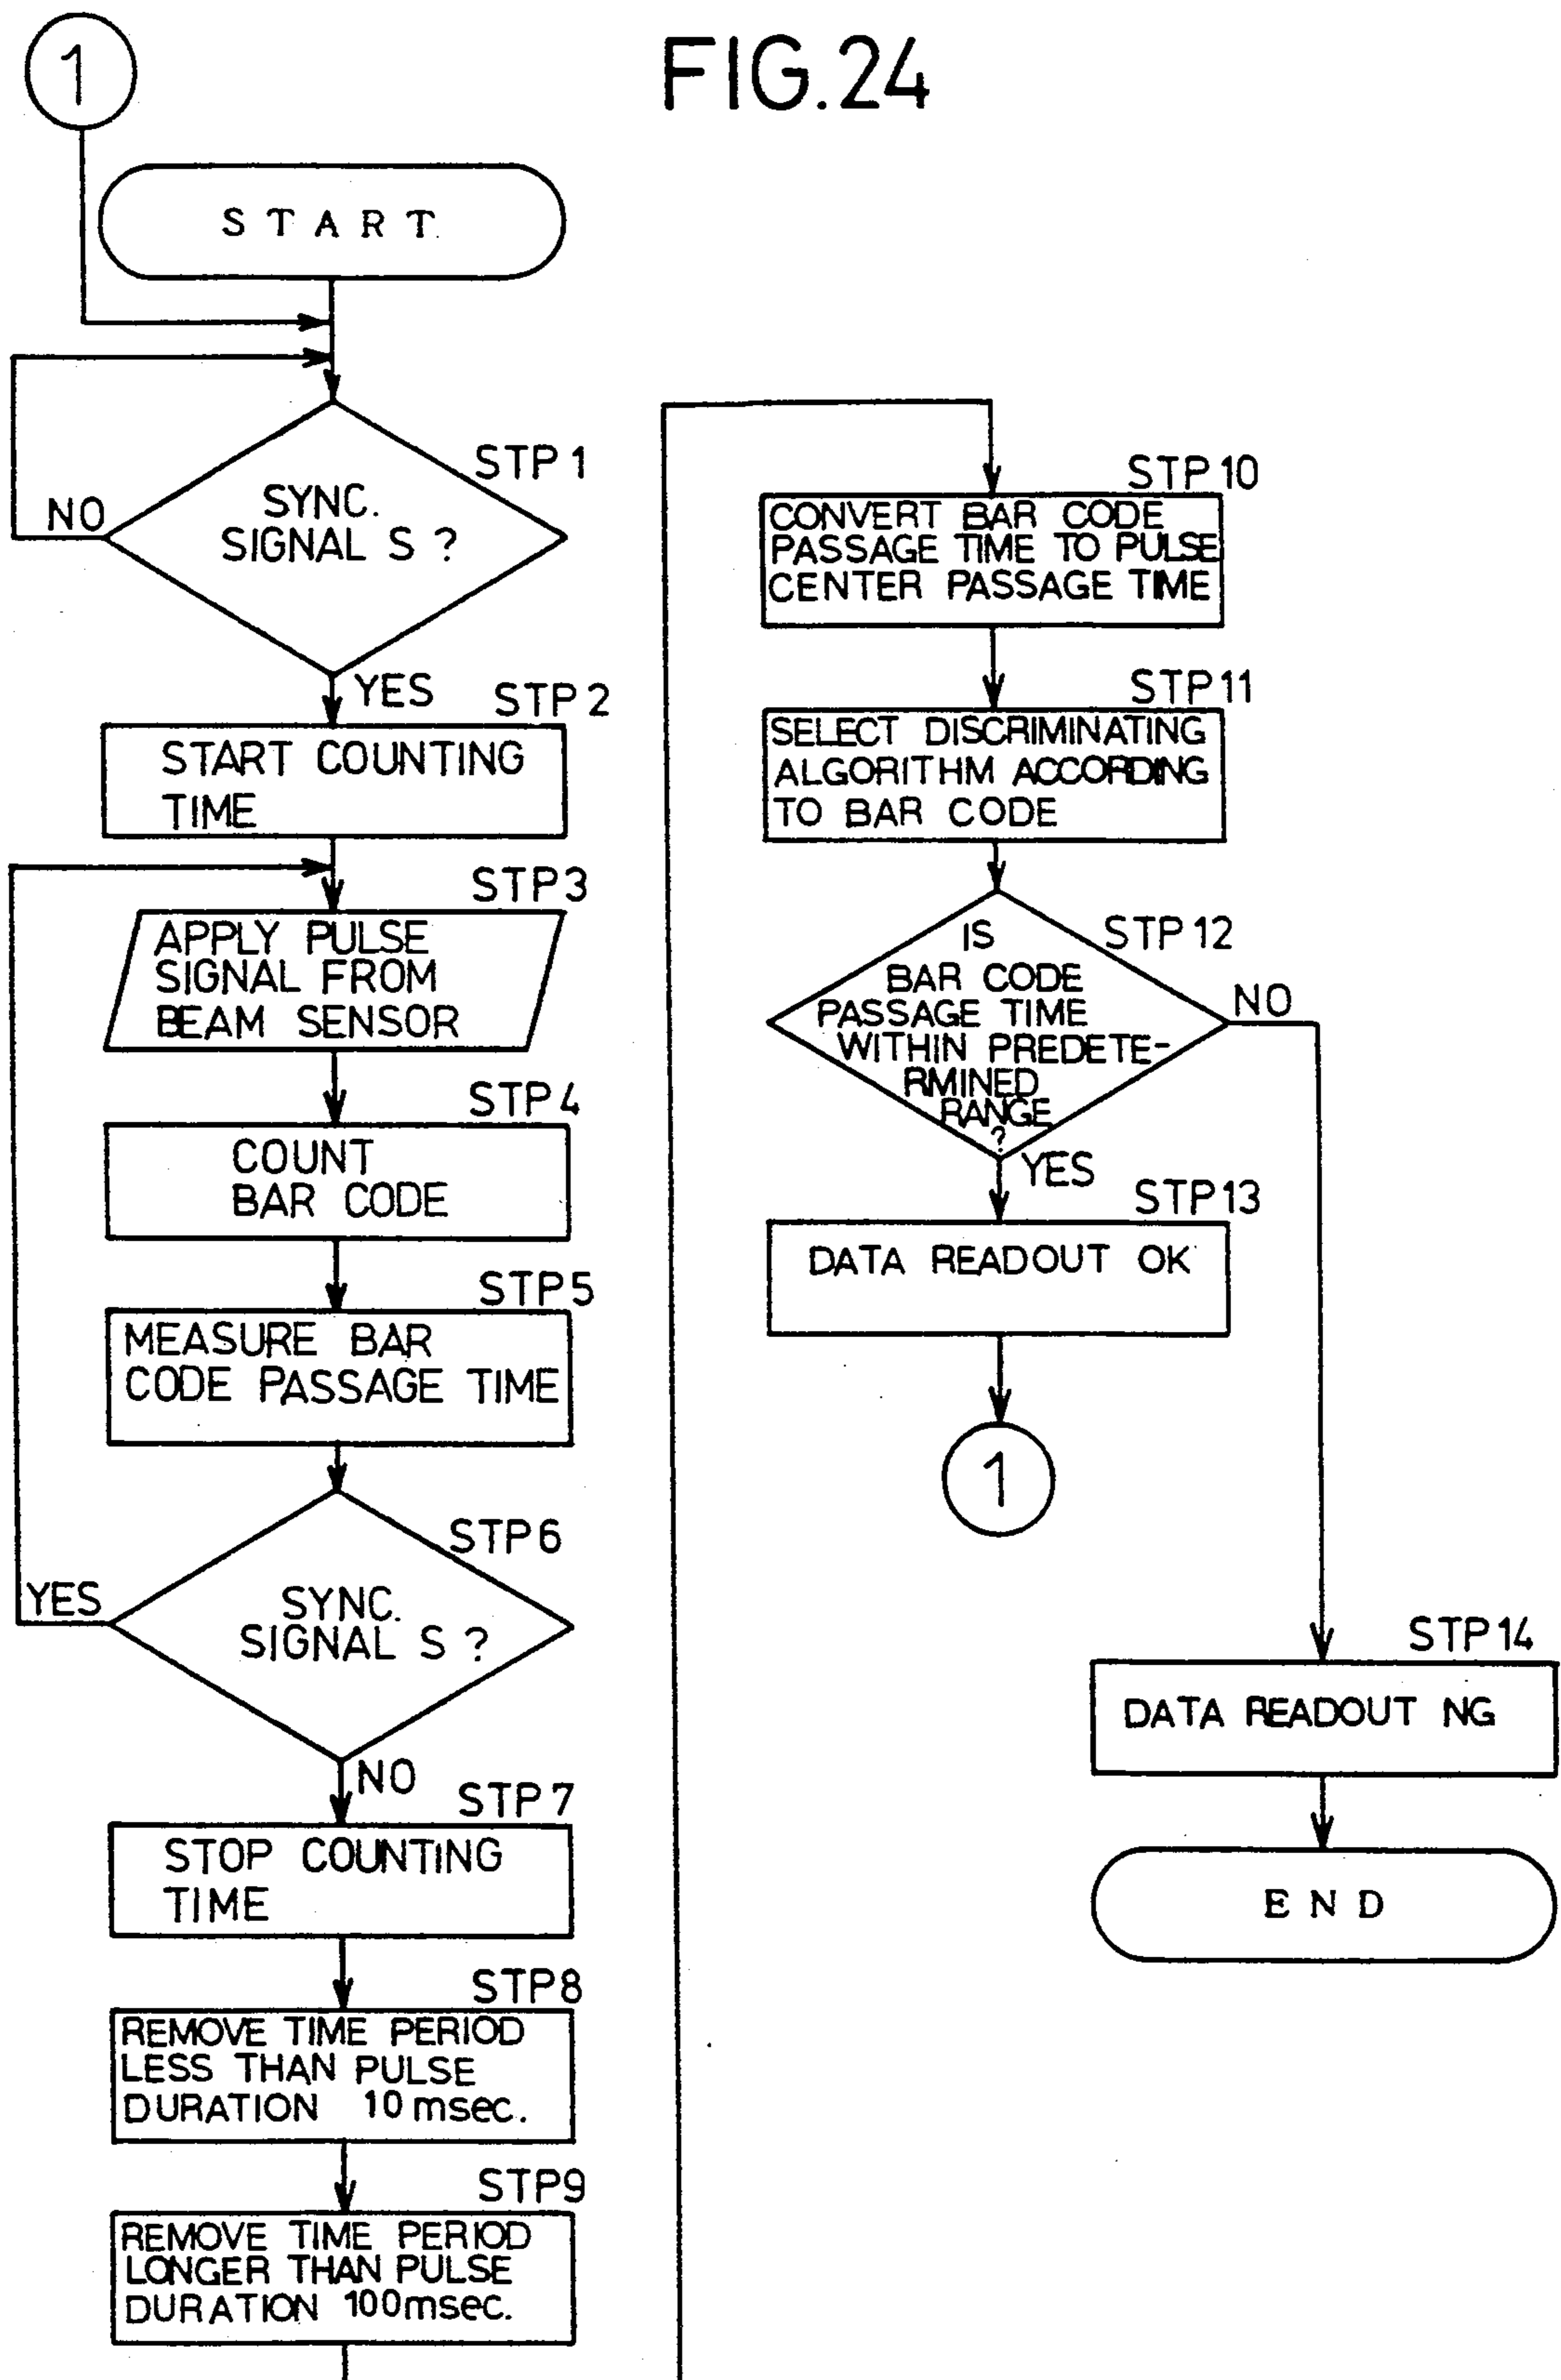 FIG.24
1
START
STP1
SYNC.
SIGNAL S ?
NO
YES
STP2
START COUNTING
TIME
STP3
APPLY PULSE
SIGNAL FROM
BEAM SENSOR
STP4
COUNT
BAR CODE
STP5
MEASURE BAR
CODE PASSAGE TIME
STP6
SYNC.
SIGNAL S ?
YES
NO
STP7
STOP COUNTING
TIME
STP8
REMOVE TIME PERIOD
LESS THAN PULSE
DURATION 10 msec.
STP9
REMOVE TIME PERIOD
LONGER THAN PULSE
DURATION 100msec.
STP10
CONVERT BAR CODE
PASSAGE TIME TO PULSE
CENTER PASSAGE TIME
STP11
SELECT DISCRIMINATING
ALGORITHM ACCORDING
TO BAR CODE
STP12
IS
BAR CODE
PASSAGE TIME
WITHIN PREDETE-
RMINED
RANGE
?
NO
YES
STP13
DATA READOUT OK
1
STP14
DATA READOUT NG
END